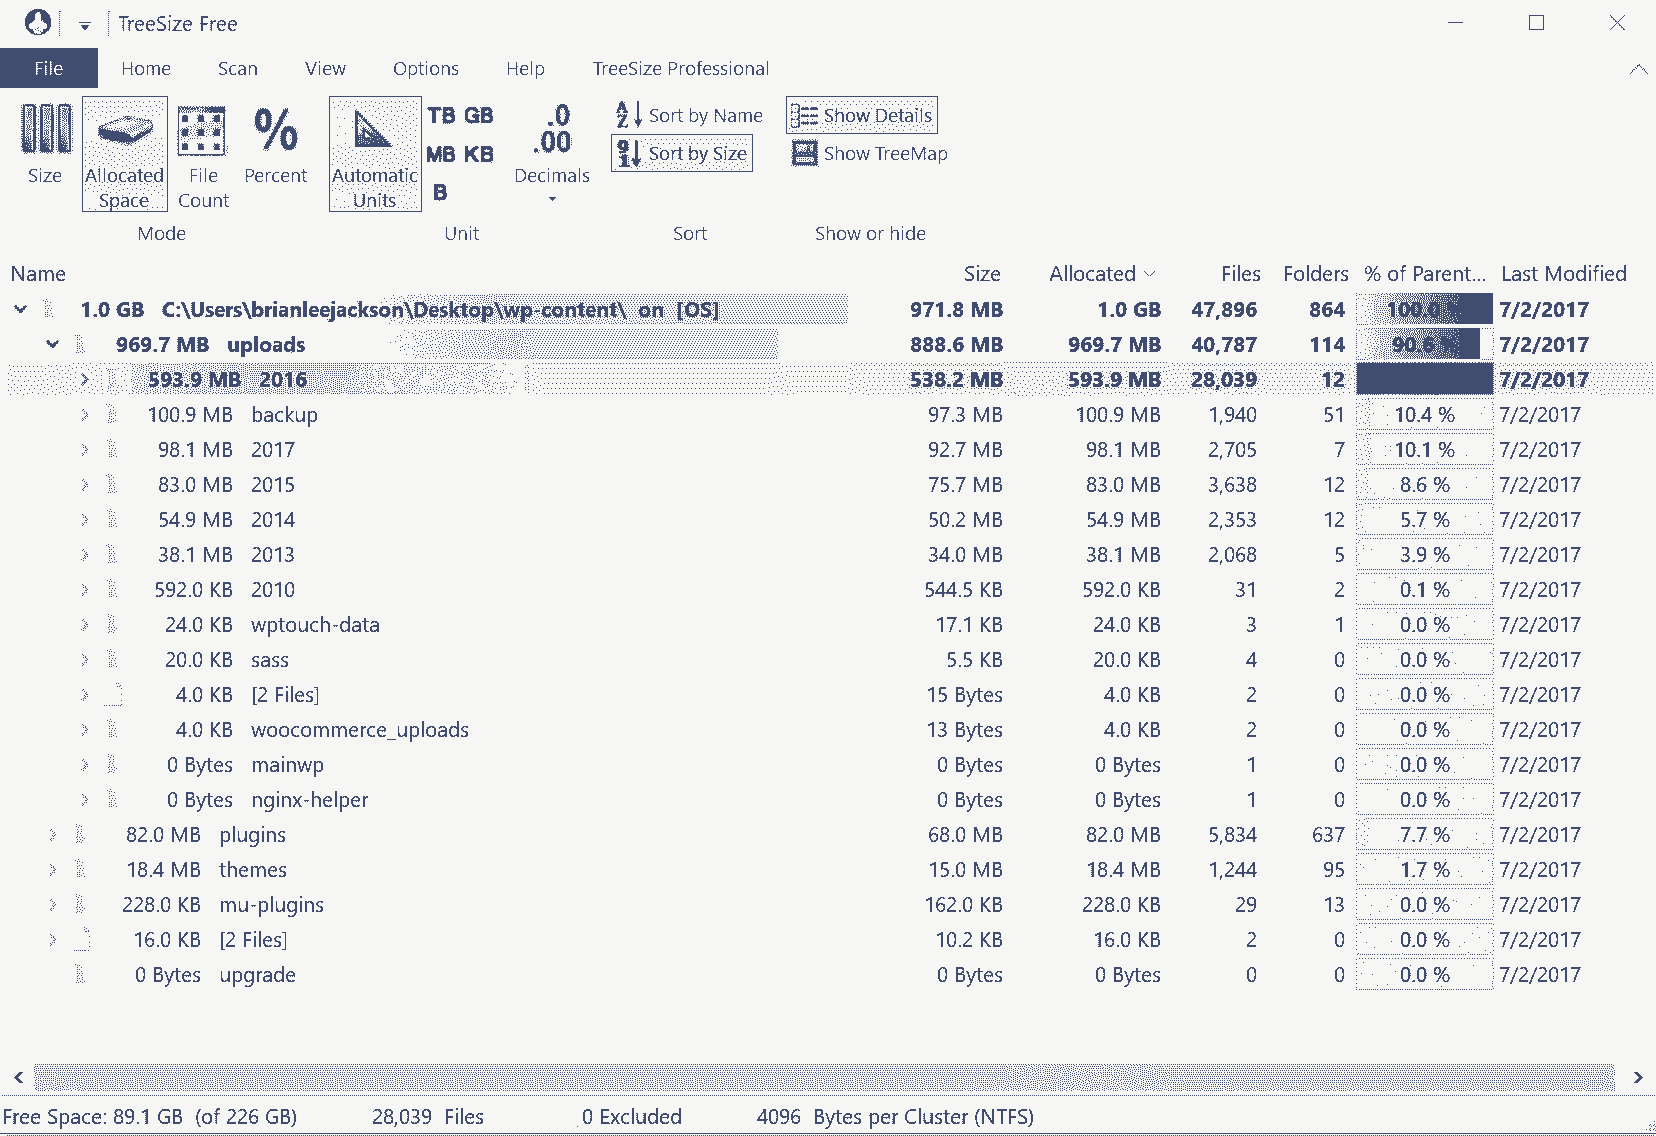 TreeSize Free
File Home Scan View Options Help TreeSize Professional
Size Allocated Space File Count Percent
Mode
Automatic Units TB GB MB KB B .0 .00 Decimals
Unit
A Z Sort by Name
9 1 Sort by Size
Sort
Show Details
Show TreeMap
Show or hide
Name Size Allocated Files Folders % of Parent... Last Modified
1.0 GB C:\Users\brianleejackson\Desktop\wp-content\ on [OS] 971.8 MB 1.0 GB 47,896 864 100.0 % 7/2/2017
969.7 MB uploads 888.6 MB 969.7 MB 40,787 114 90.6 % 7/2/2017
593.9 MB 2016 538.2 MB 593.9 MB 28,039 12 7/2/2017
100.9 MB backup 97.3 MB 100.9 MB 1,940 51 10.4 % 7/2/2017
98.1 MB 2017 92.7 MB 98.1 MB 2,705 7 10.1 % 7/2/2017
83.0 MB 2015 75.7 MB 83.0 MB 3,638 12 8.6 % 7/2/2017
54.9 MB 2014 50.2 MB 54.9 MB 2,353 12 5.7 % 7/2/2017
38.1 MB 2013 34.0 MB 38.1 MB 2,068 5 3.9 % 7/2/2017
592.0 KB 2010 544.5 KB 592.0 KB 31 2 0.1 % 7/2/2017
24.0 KB wptouch-data 17.1 KB 24.0 KB 3 1 0.0 % 7/2/2017
20.0 KB sass 5.5 KB 20.0 KB 4 0 0.0 % 7/2/2017
4.0 KB [2 Files] 15 Bytes 4.0 KB 2 0 0.0 % 7/2/2017
4.0 KB woocommerce_uploads 13 Bytes 4.0 KB 2 0 0.0 % 7/2/2017
0 Bytes mainwp 0 Bytes 0 Bytes 1 0 0.0 % 7/2/2017
0 Bytes nginx-helper 0 Bytes 0 Bytes 1 0 0.0 % 7/2/2017
82.0 MB plugins 68.0 MB 82.0 MB 5,834 637 7.7 % 7/2/2017
18.4 MB themes 15.0 MB 18.4 MB 1,244 95 1.7 % 7/2/2017
228.0 KB mu-plugins 162.0 KB 228.0 KB 29 13 0.0 % 7/2/2017
16.0 KB [2 Files] 10.2 KB 16.0 KB 2 0 0.0 % 7/2/2017
0 Bytes upgrade 0 Bytes 0 Bytes 0 0 0.0 % 7/2/2017
Free Space: 89.1 GB (of 226 GB) 28,039 Files 0 Excluded 4096 Bytes per Cluster (NTFS)